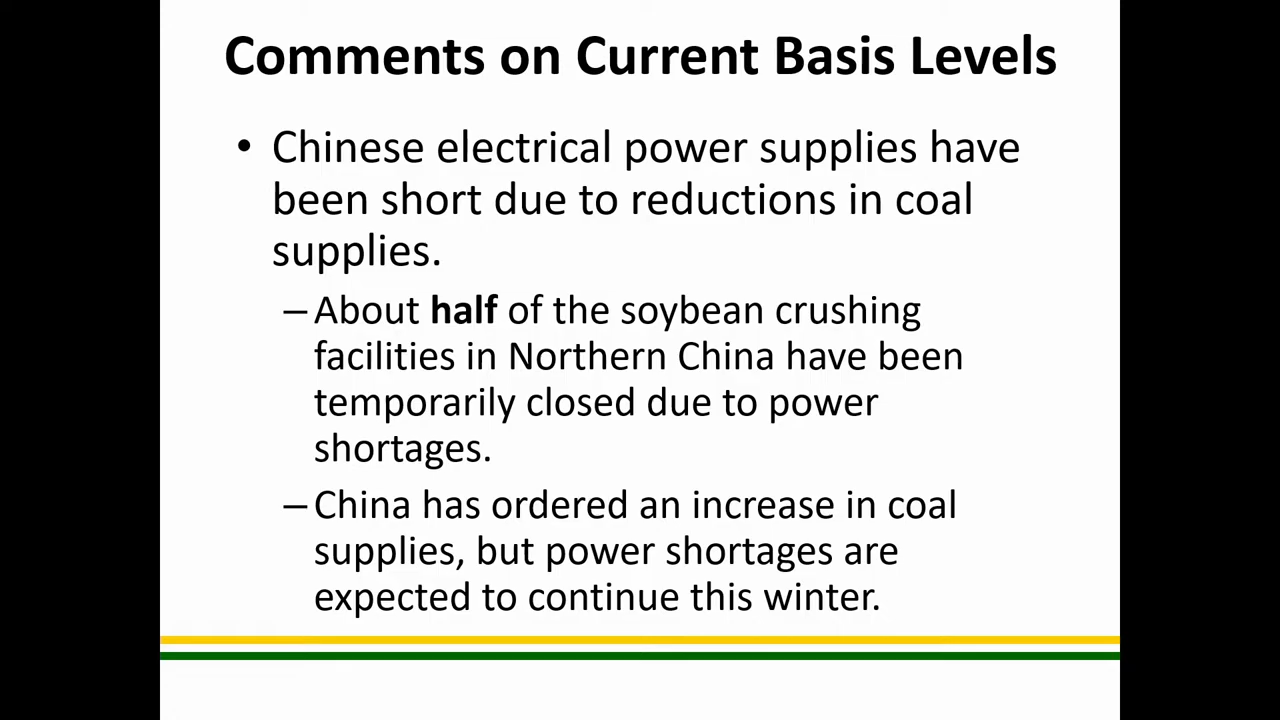 Comments on Current Basis Levels
• Chinese electrical power supplies have
been short due to reductions in coal
supplies.
– About half of the soybean crushing
facilities in Northern China have been
temporarily closed due to power
shortages.
– China has ordered an increase in coal
supplies, but power shortages are
expected to continue this winter.